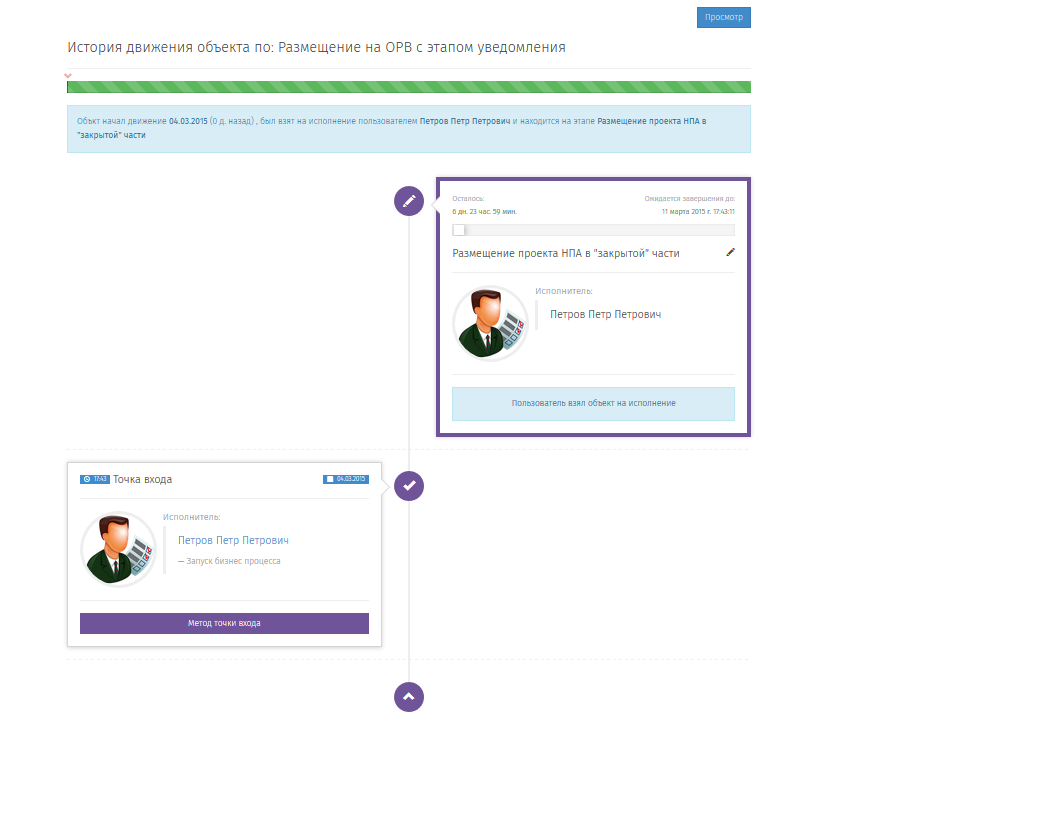 Просмотр
История движения объекта по: Размещение на ОРВ с этапом уведомления
Объкт начал движение 04.03.2015 (0 д. назад) , был взят на исполнение пользователем Петров Петр Петрович и находится на этапе Размещение проекта НПА в
"закрытой" части
Осталось:
Ожидается завершения до:
6 дн. 23 час. 59 мин.
11 марта 2015 г. 17:43:11
Размещение проекта НПА в "закрытой" части
Исполнитель:
Петров Петр Петрович
Пользователь взял объект на исполнение
17:43 Точка входа
04.03.2015
Исполнитель:
Петров Петр Петрович
— Запуск бизнес процесса
Метод точки входа